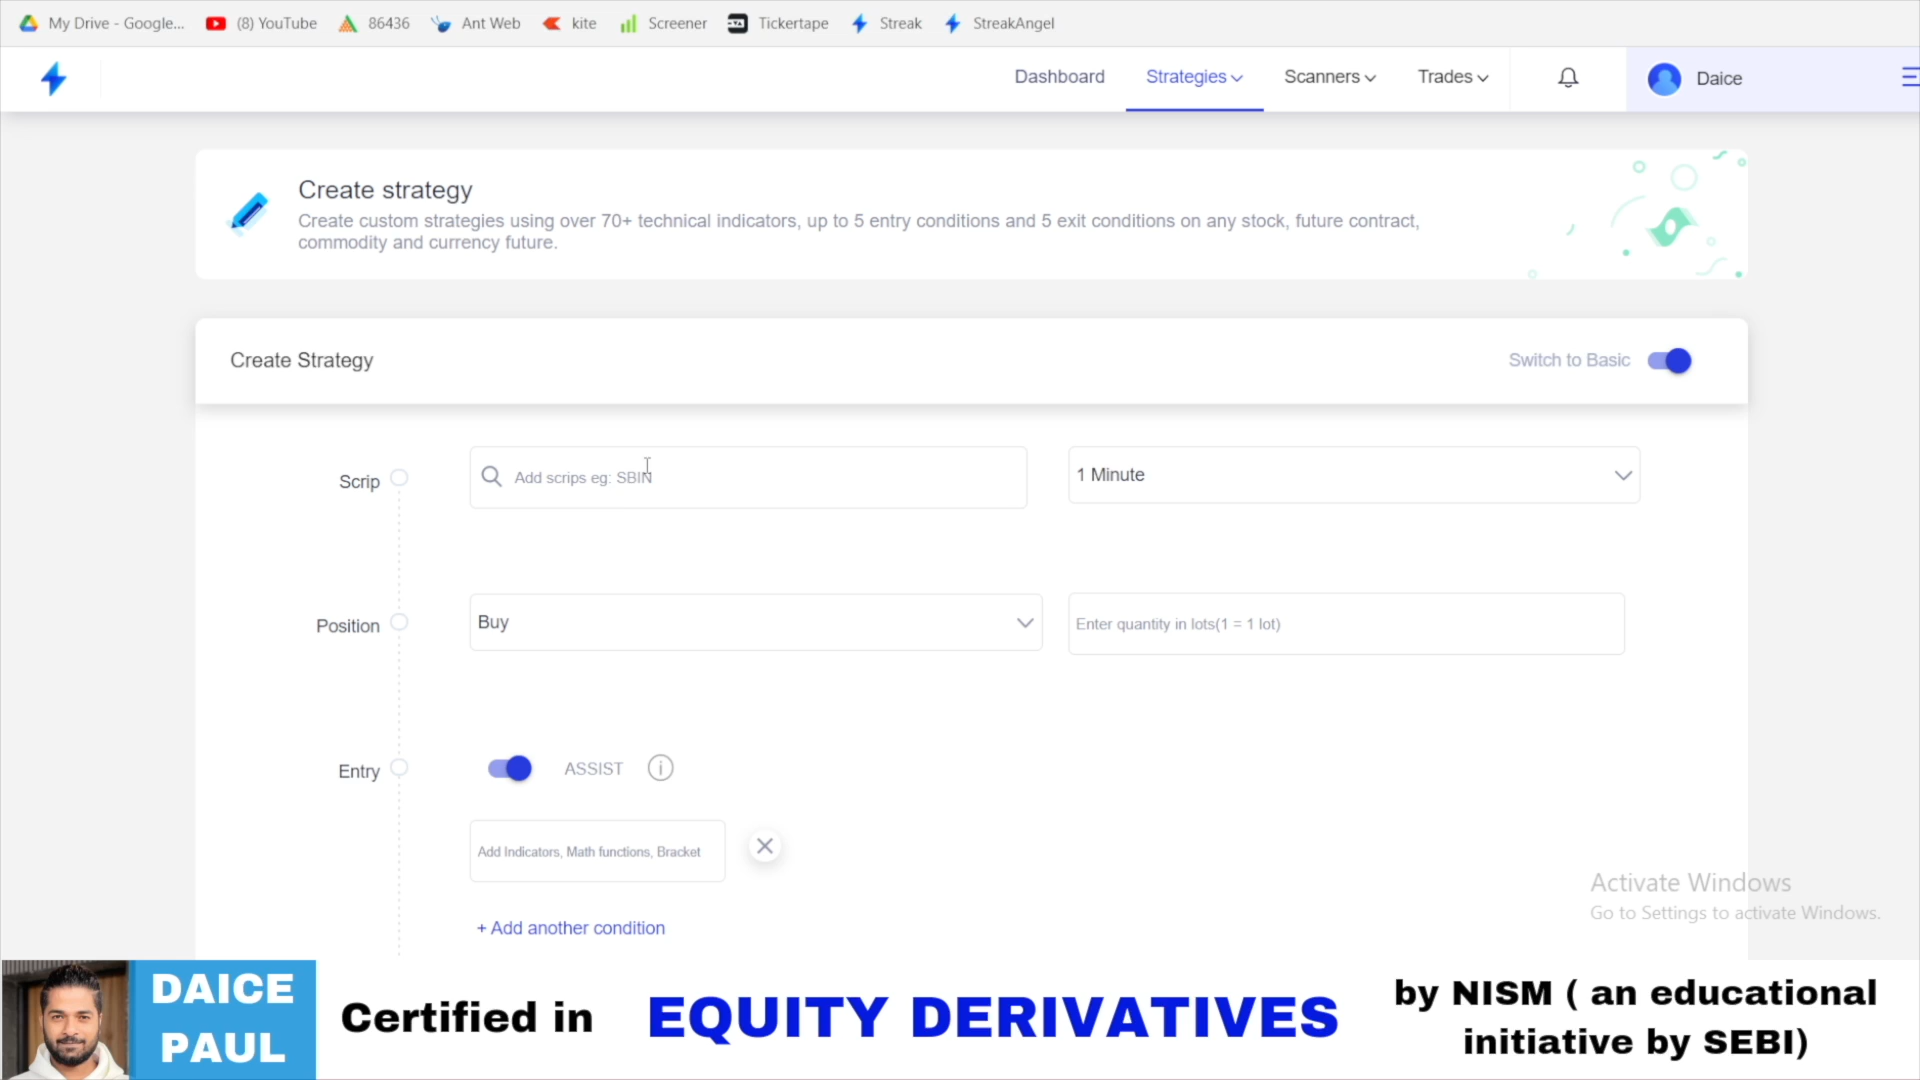 My Drive - Google... (8) YouTube 86436 Ant Web kite Screener Tickertape Streak StreakAngel
Dashboard Strategies Scanners Trades Daice
Create strategy
Create custom strategies using over 70+ technical indicators, up to 5 entry conditions and 5 exit conditions on any stock, future contract,
commodity and currency future.
Create Strategy Switch to Basic
Scrip Add scrips eg: SBIN 1 Minute
Position Buy Enter quantity in lots(1 = 1 lot)
Entry ASSIST
Add Indicators, Math functions, Bracket
+ Add another condition
Activate Windows
Go to Settings to activate Windows.
DAICE
PAUL
Certified in EQUITY DERIVATIVES
by NISM ( an educational
initiative by SEBI)